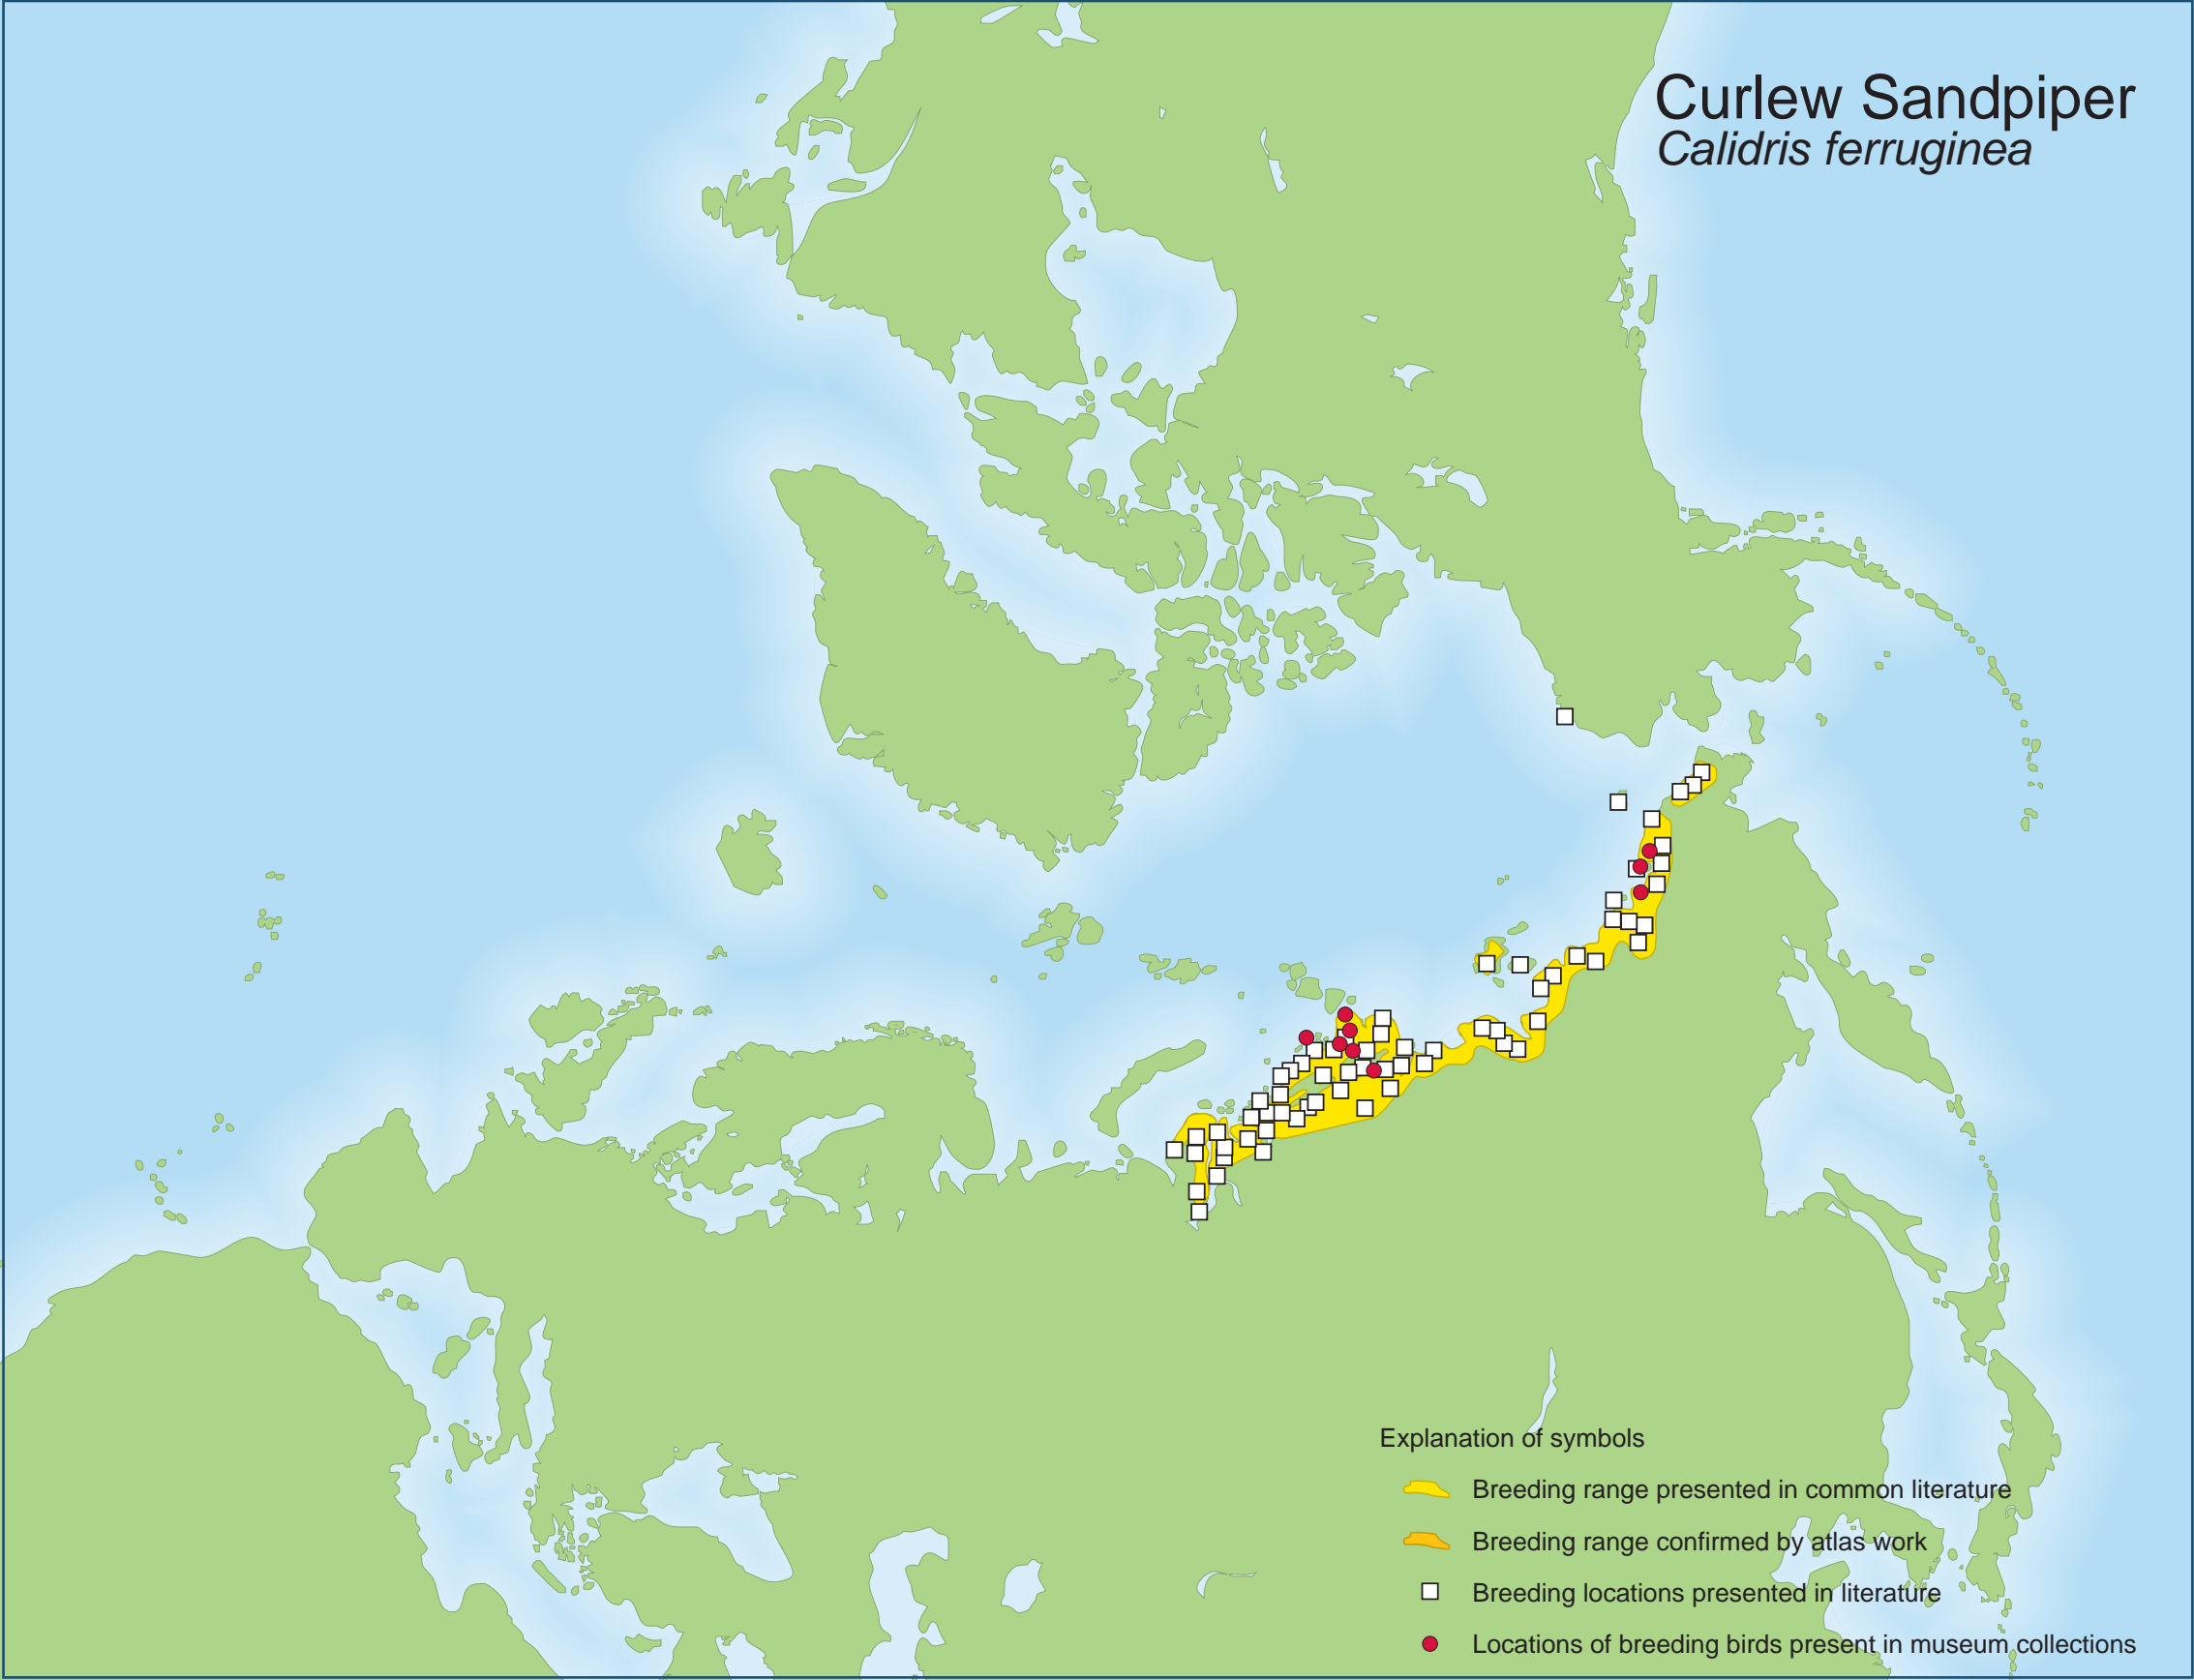 Curlew Sandpiper
Calidris ferruginea
Explanation of symbols
Breeding range presented in common literature
Breeding range confirmed by atlas work
Breeding locations presented in literature
Locations of breeding birds present in museum collections